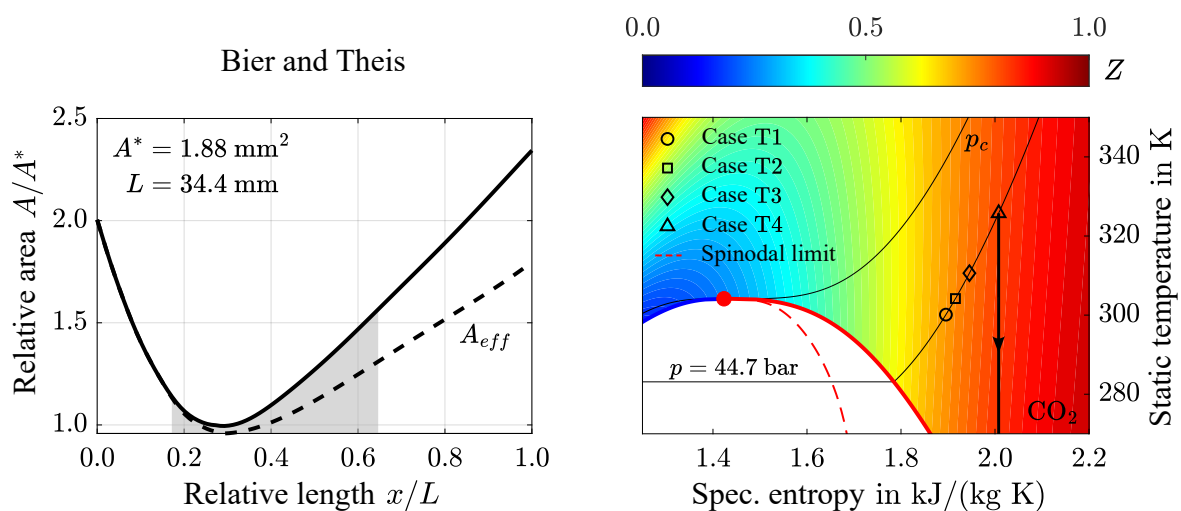 Bier and Theis
A* = 1.88 mm²
L = 34.4 mm
A_eff
Relative area A/A*
2.5
2.0
1.5
1.0
0.0 0.2 0.4 0.6 0.8 1.0
Relative length x/L
0.0 0.5 1.0
Z
Case T1
Case T2
Case T3
Case T4
Spinodal limit
p_c
p = 44.7 bar
CO₂
340
320
300
280
Static temperature in K
1.4 1.6 1.8 2.0 2.2
Spec. entropy in kJ/(kg K)